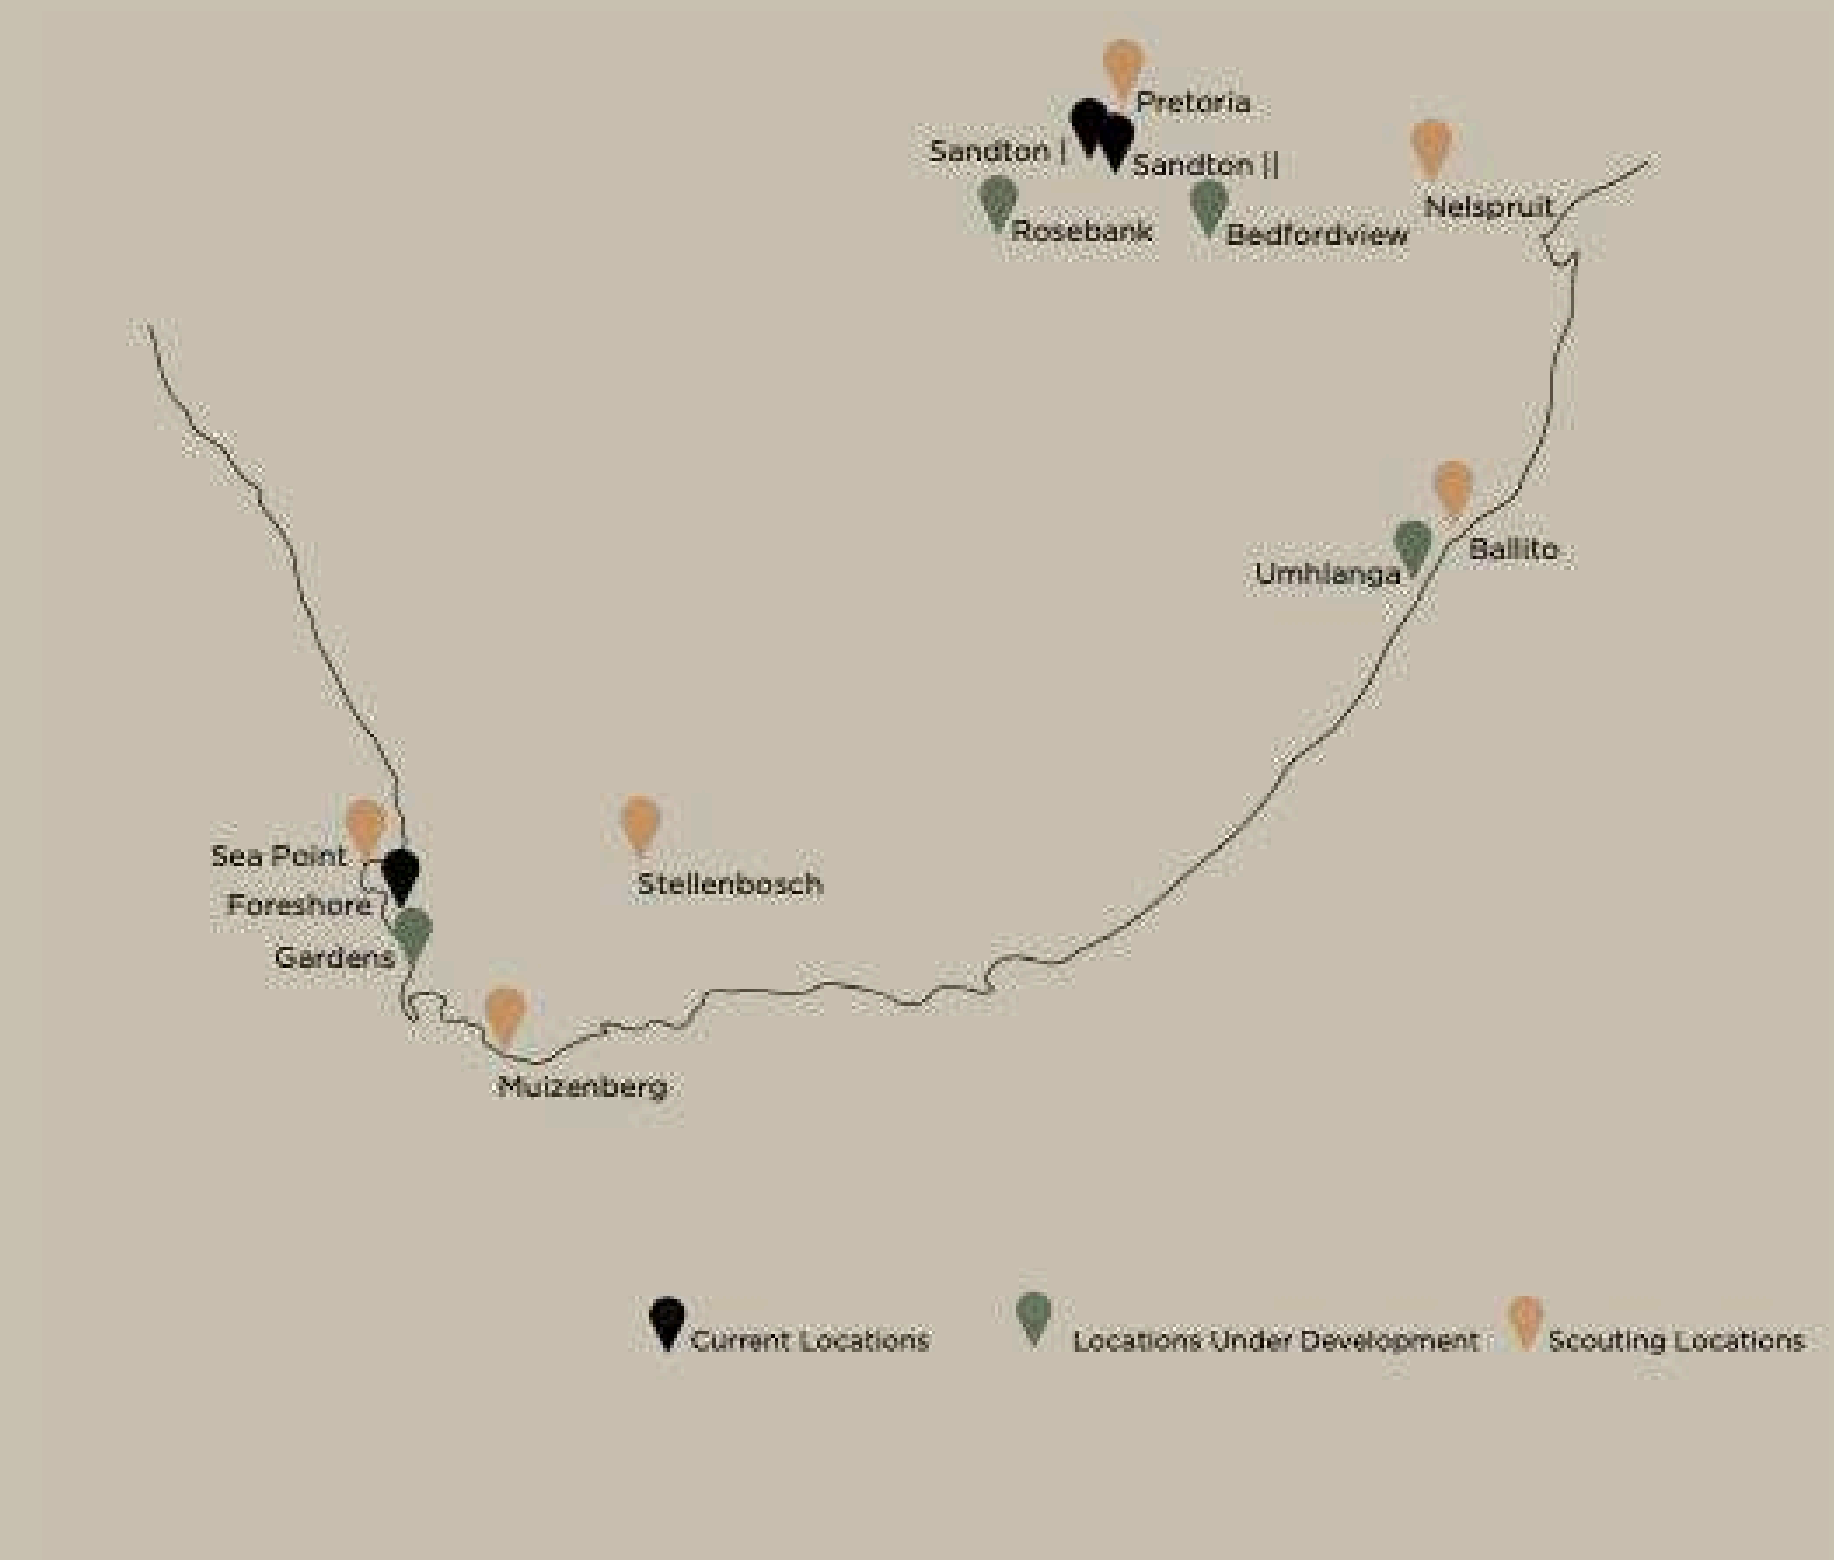 Pretoria
Sandton |
Sandton ||
Nelspruit
Rosebank
Bedfordview
Ballito
Umhlanga
Sea Point
Stellenbosch
Foreshore
Gardens
Muizenberg
Current Locations
Locations Under Development
Scouting Locations